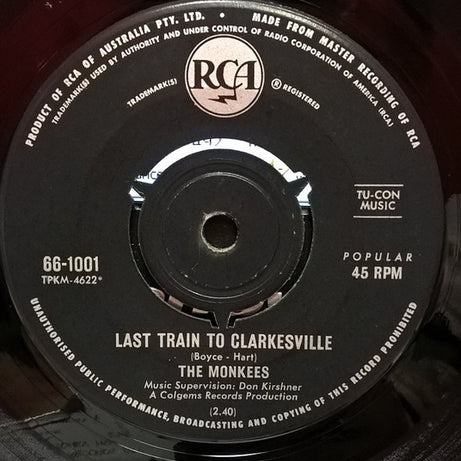 PRODUCT OF RCA OF AUSTRALIA PTY. LTD. • MADE FROM MASTER RECORDING OF RCA
TRADEMARK(S) USED BY AUTHORITY AND UNDER CONTROL OF RADIO CORPORATION OF AMERICA (RCA)
RCA
TRADEMARK(S) ® REGISTERED
TU-CON
MUSIC
66-1001
TPKM-4622*
POPULAR
45 RPM
LAST TRAIN TO CLARKESVILLE
(Boyce - Hart)
THE MONKEES
Music Supervision: Don Kirshner
A Colgems Records Production
(2.40)
UNAUTHORISED PUBLIC PERFORMANCE, BROADCASTING AND COPYING OF THIS RECORD PROHIBITED